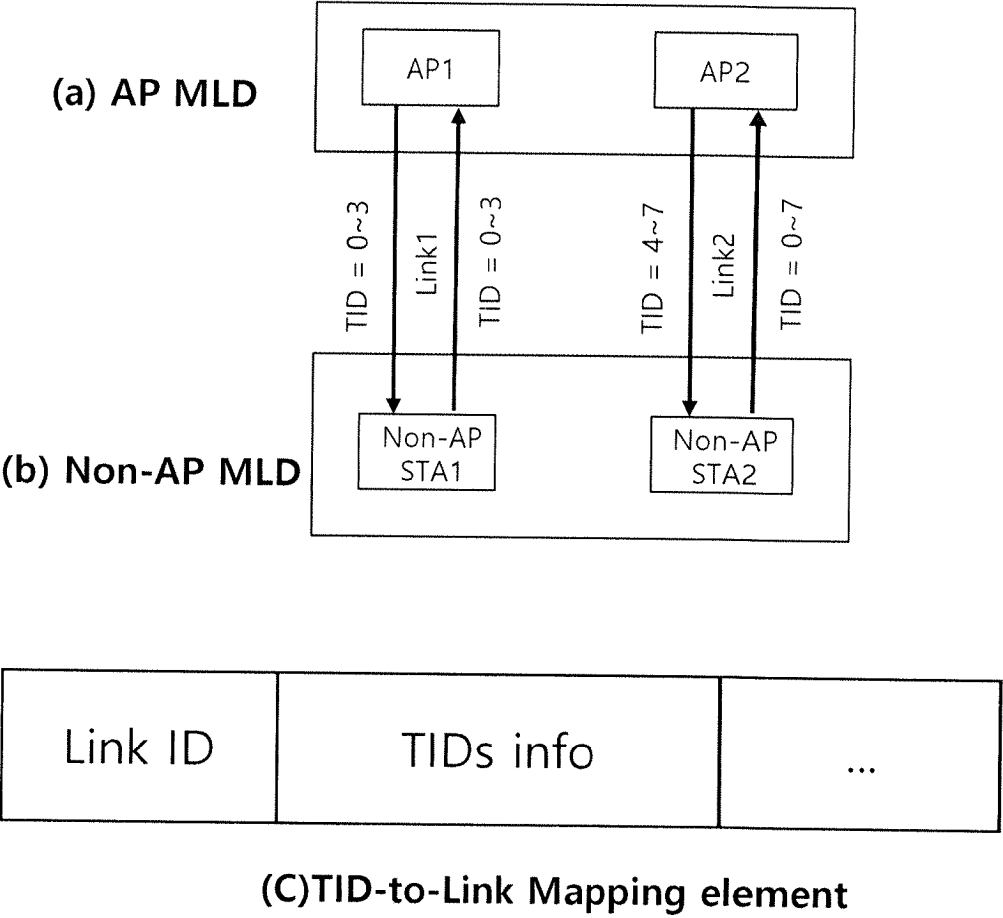 (a) AP MLD
AP1
AP2
TID = 0~3
Link1
TID = 0~3
TID = 4~7
Link2
TID = 0~7
(b) Non-AP MLD
Non-AP
STA1
Non-AP
STA2
Link ID
TIDs info
...
(C)TID-to-Link Mapping element